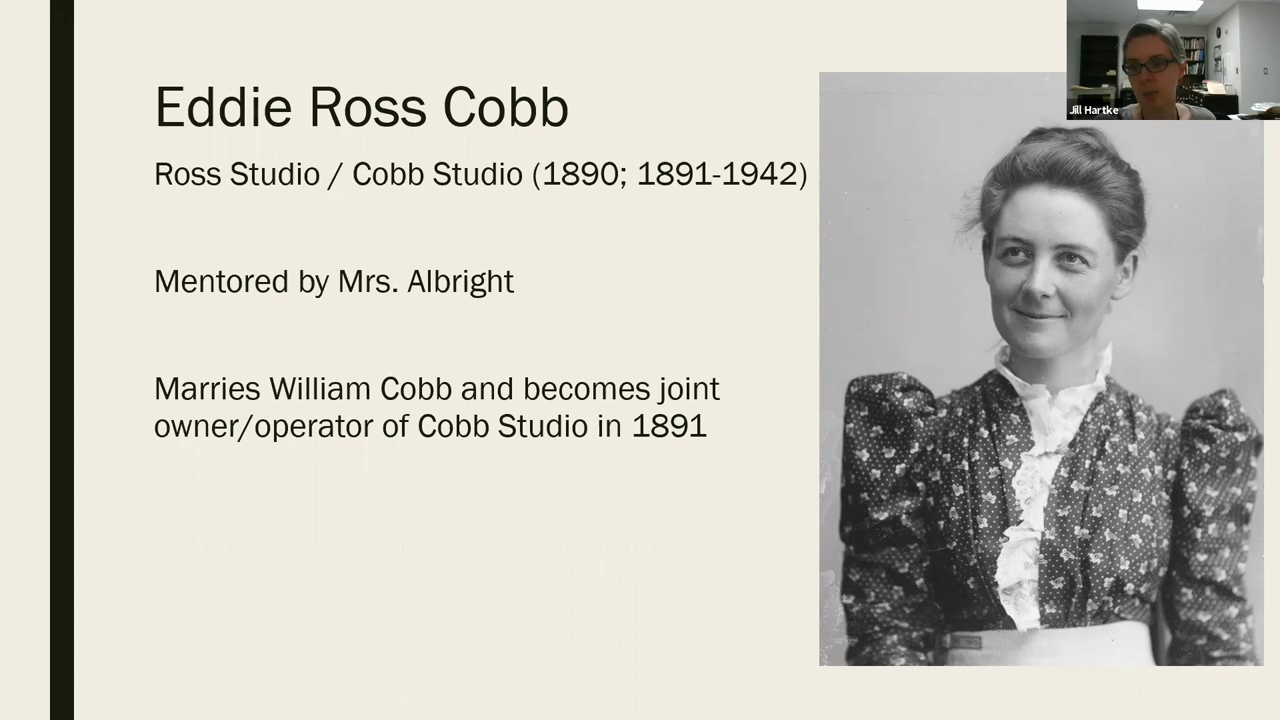 Eddie Ross Cobb
Ross Studio / Cobb Studio (1890; 1891-1942)
Mentored by Mrs. Albright
Marries William Cobb and becomes joint
owner/operator of Cobb Studio in 1891
Jill Hartke